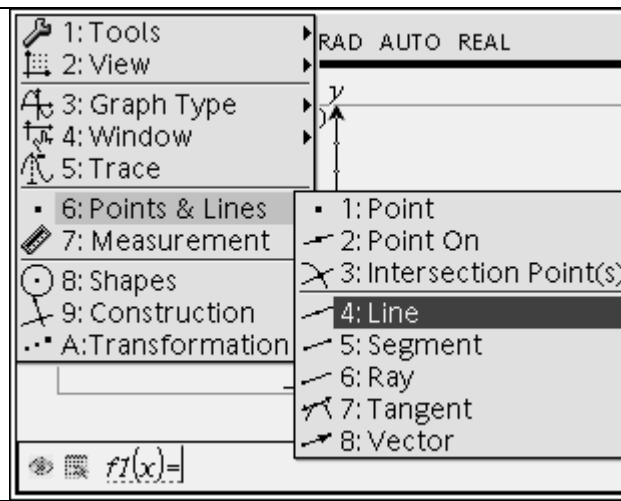 1: Tools
RAD AUTO REAL
2: View
y
3: Graph Type
4: Window
5: Trace
6: Points & Lines
7: Measurement
8: Shapes
9: Construction
A:Transformation
1: Point
2: Point On
3: Intersection Point(s)
4: Line
5: Segment
6: Ray
7: Tangent
8: Vector
f1(x)=